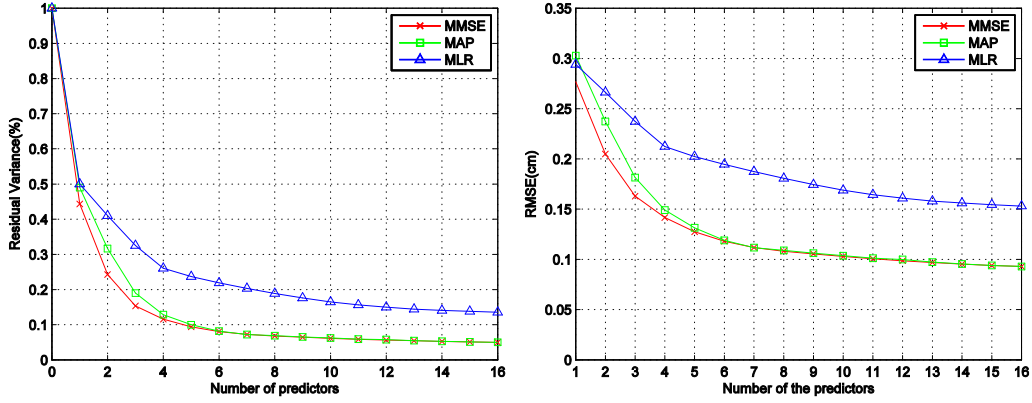 1
0.9
0.8
0.7
0.6
0.5
0.4
0.3
0.2
0.1
0
Residual Variance(%)
0 2 4 6 8 10 12 14 16
Number of predictors
MMSE
MAP
MLR
0.35
0.3
0.25
0.2
0.15
0.1
0.05
0
RMSE(cm)
1 2 3 4 5 6 7 8 9 10 11 12 13 14 15 16
Number of the predictors
MMSE
MAP
MLR